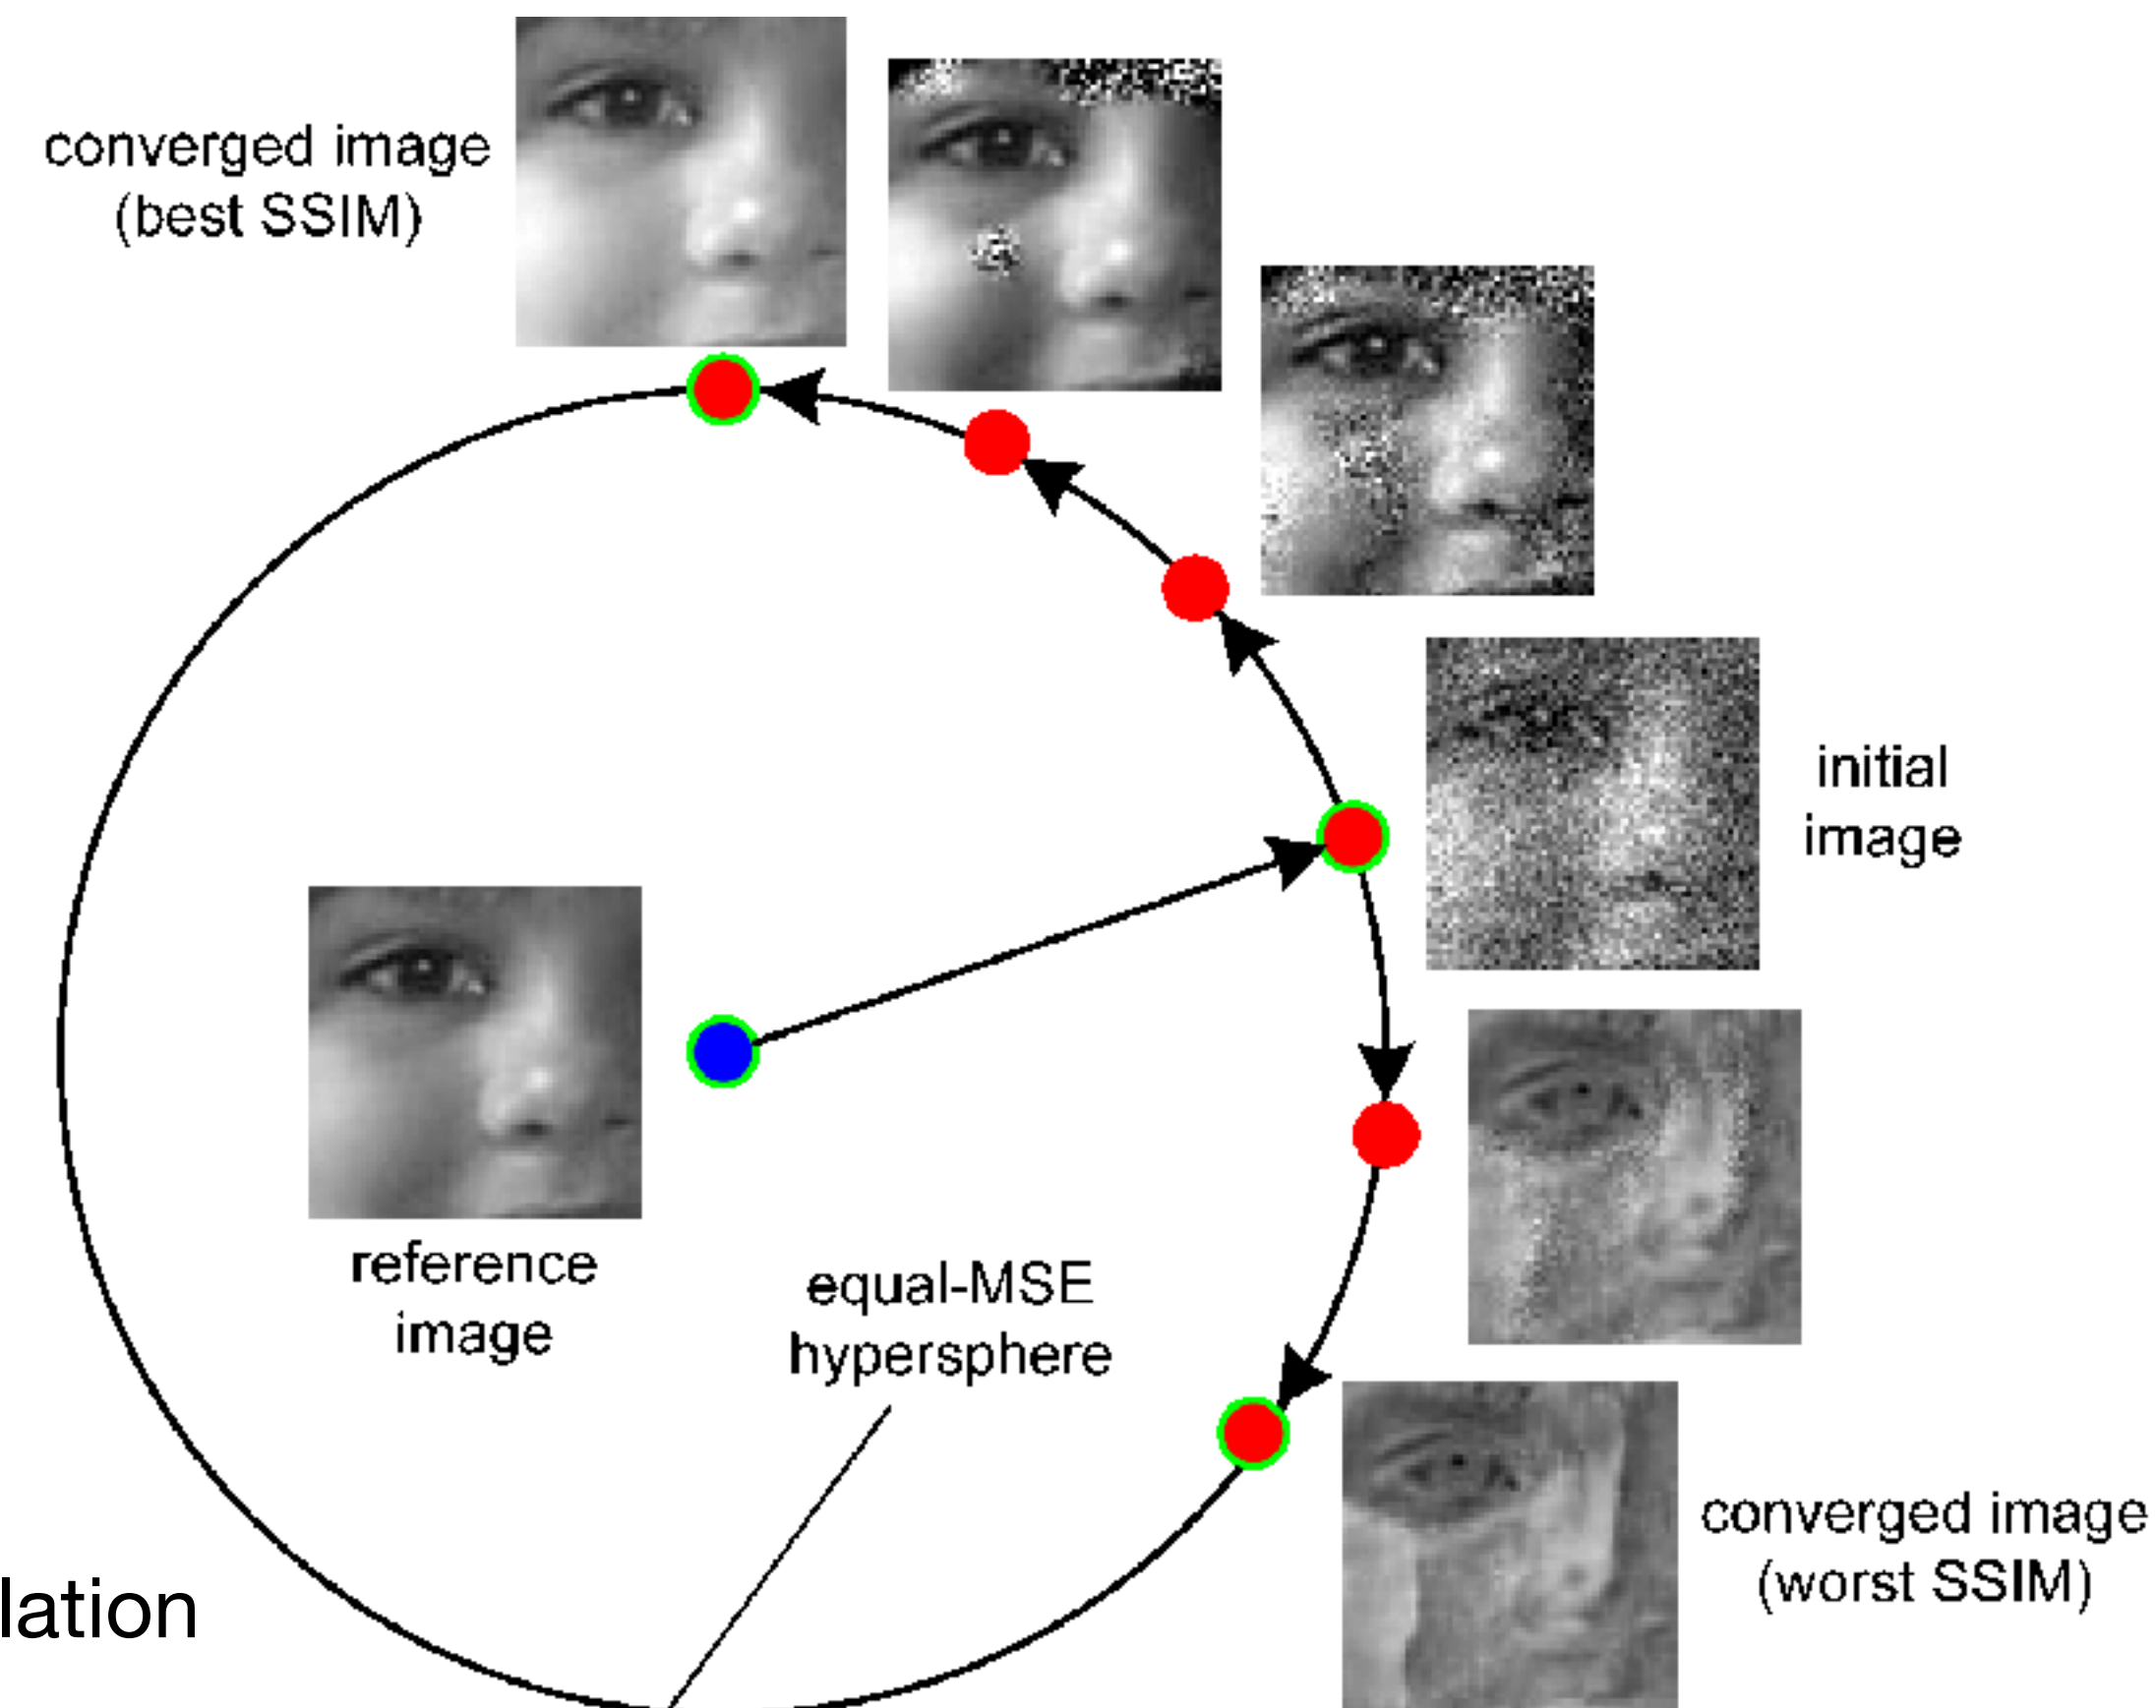 converged image
(best SSIM)
initial
image
reference
image
equal-MSE
hypersphere
converged image
(worst SSIM)
lation